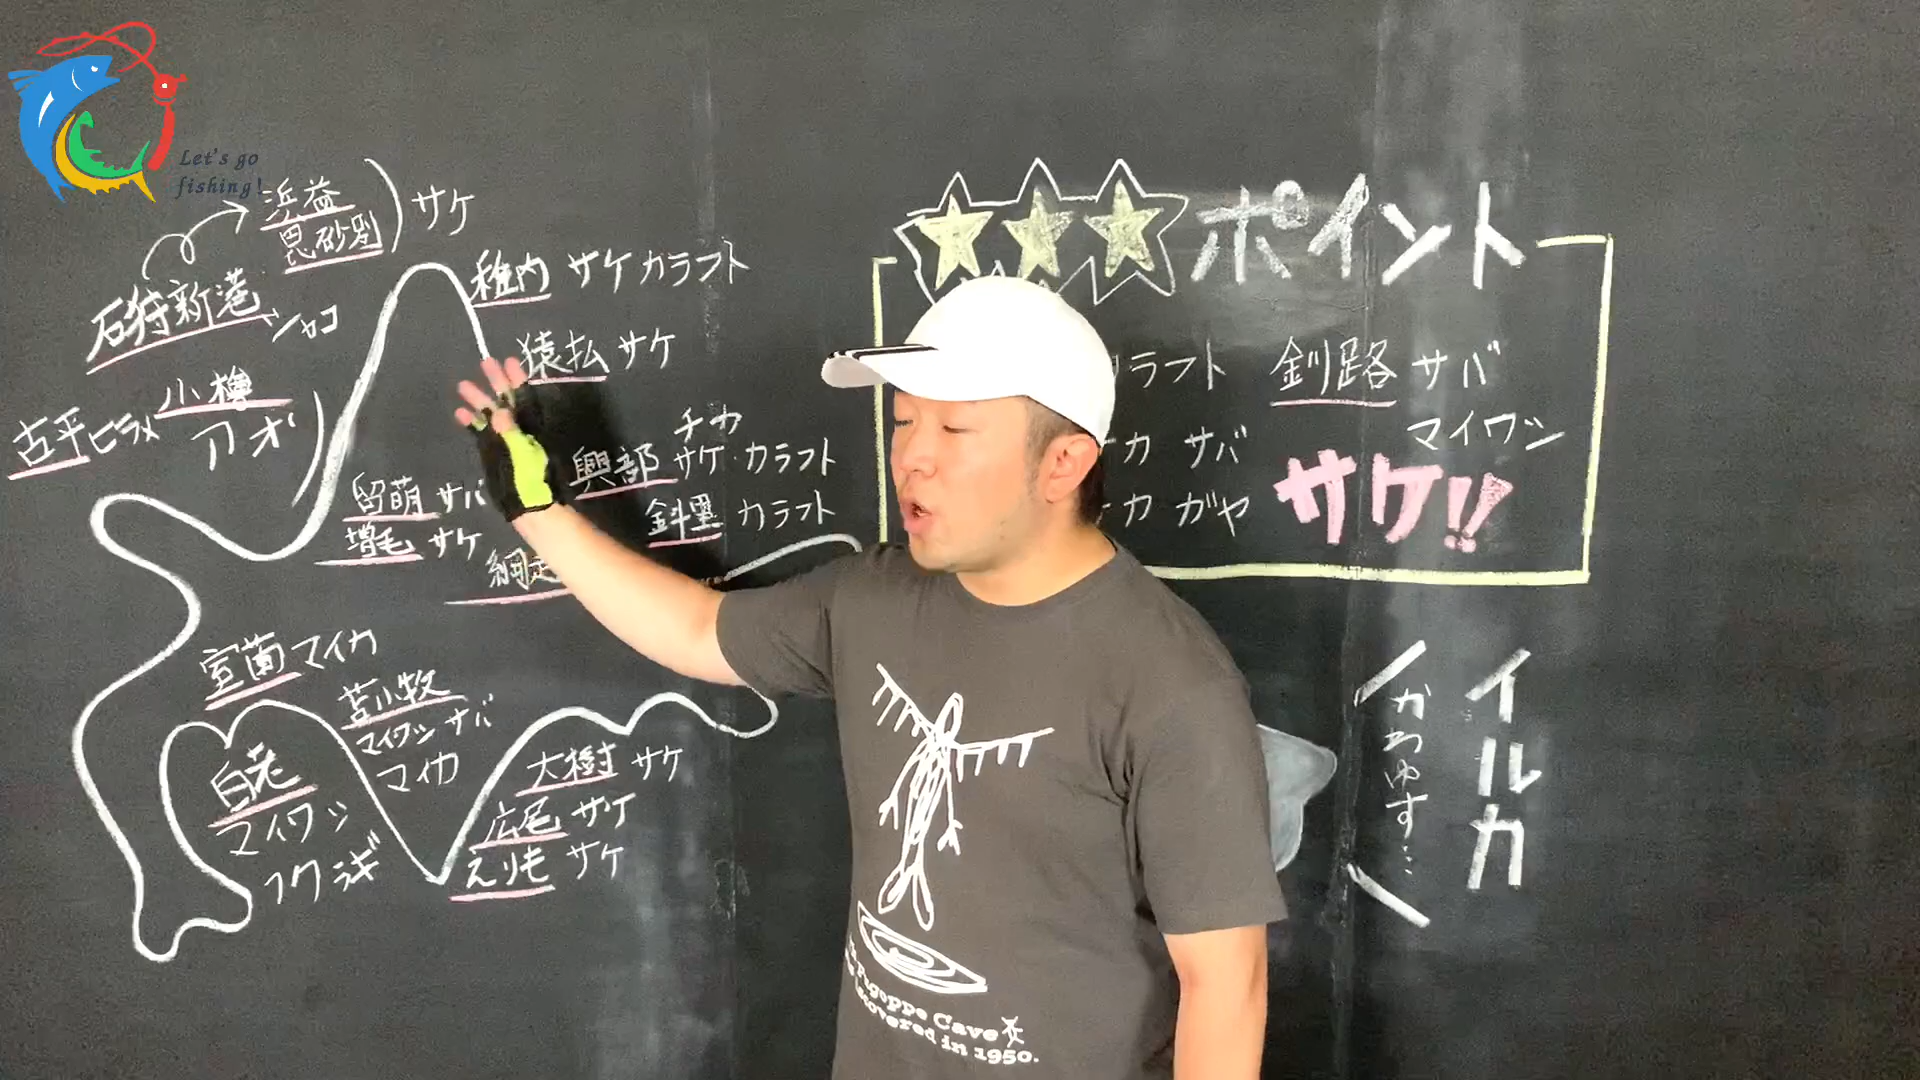 Let's go
fishing!
浜益
毘砂別
サケ
石狩新港
シャコ
小樽
アオリ
古平 ヒラメ
稚内 サケ カラフト
猿払 サケ
チカ
興部 サケ・カラフト
斜里 カラフト
留萌 サバ
増毛 サケ
網走
室蘭 マイカ
苫小牧
マイワシ サバ
マイカ
白老
マイワシ
フクラギ
大樹 サケ
広尾 サケ
えりも サケ
★★★ポイント
ラフト
カ サバ
カ ガヤ
釧路 サバ
マイワシ
サケ!!
イルカ
かつゆす…
Fugoppe Cave
discovered in 1950.